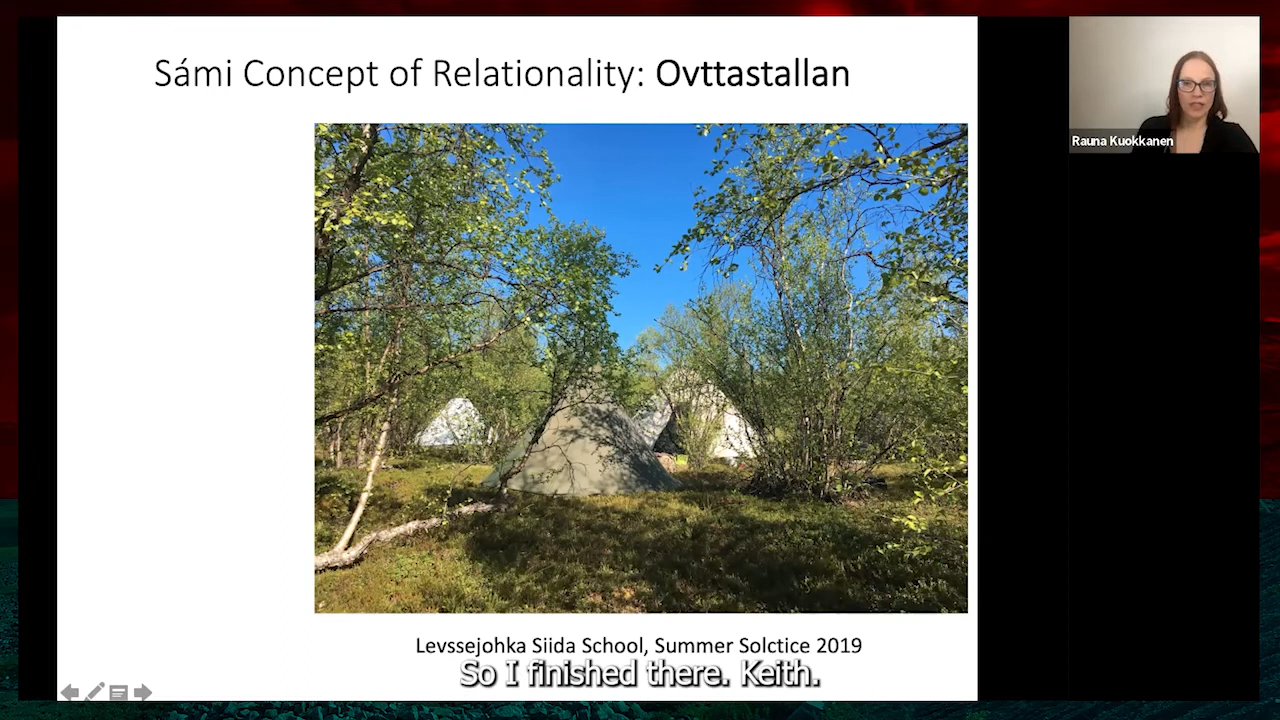 Sámi Concept of Relationality: Ovttastallan
Rauna Kuokkanen
Levssejohka Siida School, Summer Solctice 2019
So I finished there. Keith.